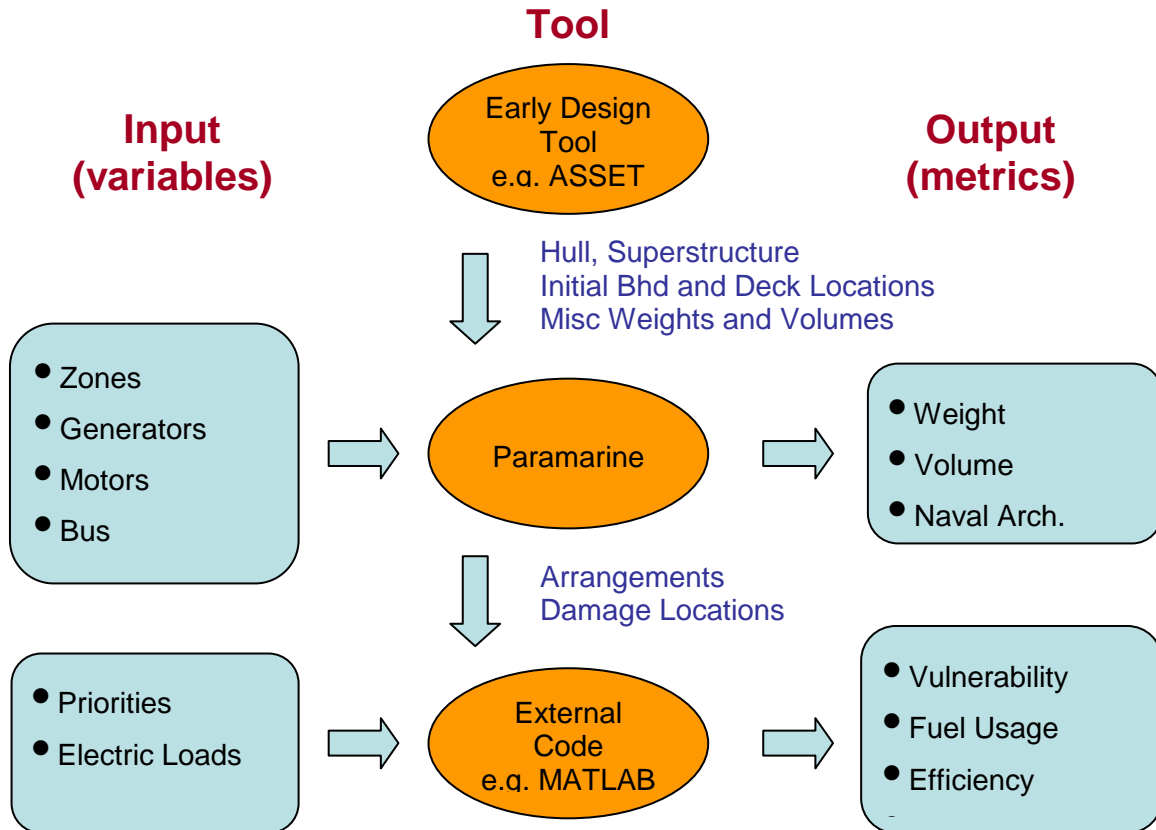 Tool
Input
(variables)
Early Design
Tool
e.g. ASSET
Output
(metrics)
Hull, Superstructure
Initial Bhd and Deck Locations
Misc Weights and Volumes
• Zones
• Generators
• Motors
• Bus
Paramarine
• Weight
• Volume
• Naval Arch.
Arrangements
Damage Locations
• Priorities
• Electric Loads
External
Code
e.g. MATLAB
• Vulnerability
• Fuel Usage
• Efficiency